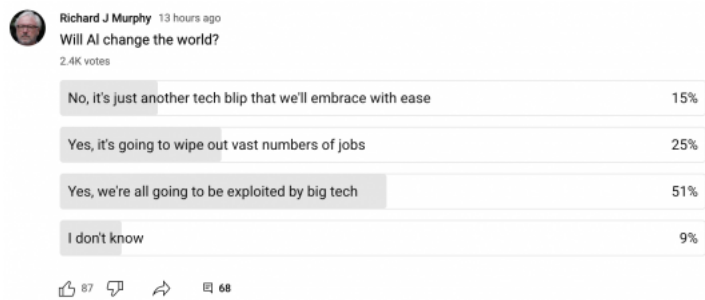 Richard J Murphy 13 hours ago
Will AI change the world?
2.4K votes
No, it's just another tech blip that we'll embrace with ease 15%
Yes, it's going to wipe out vast numbers of jobs 25%
Yes, we're all going to be exploited by big tech 51%
I don't know 9%
87 68